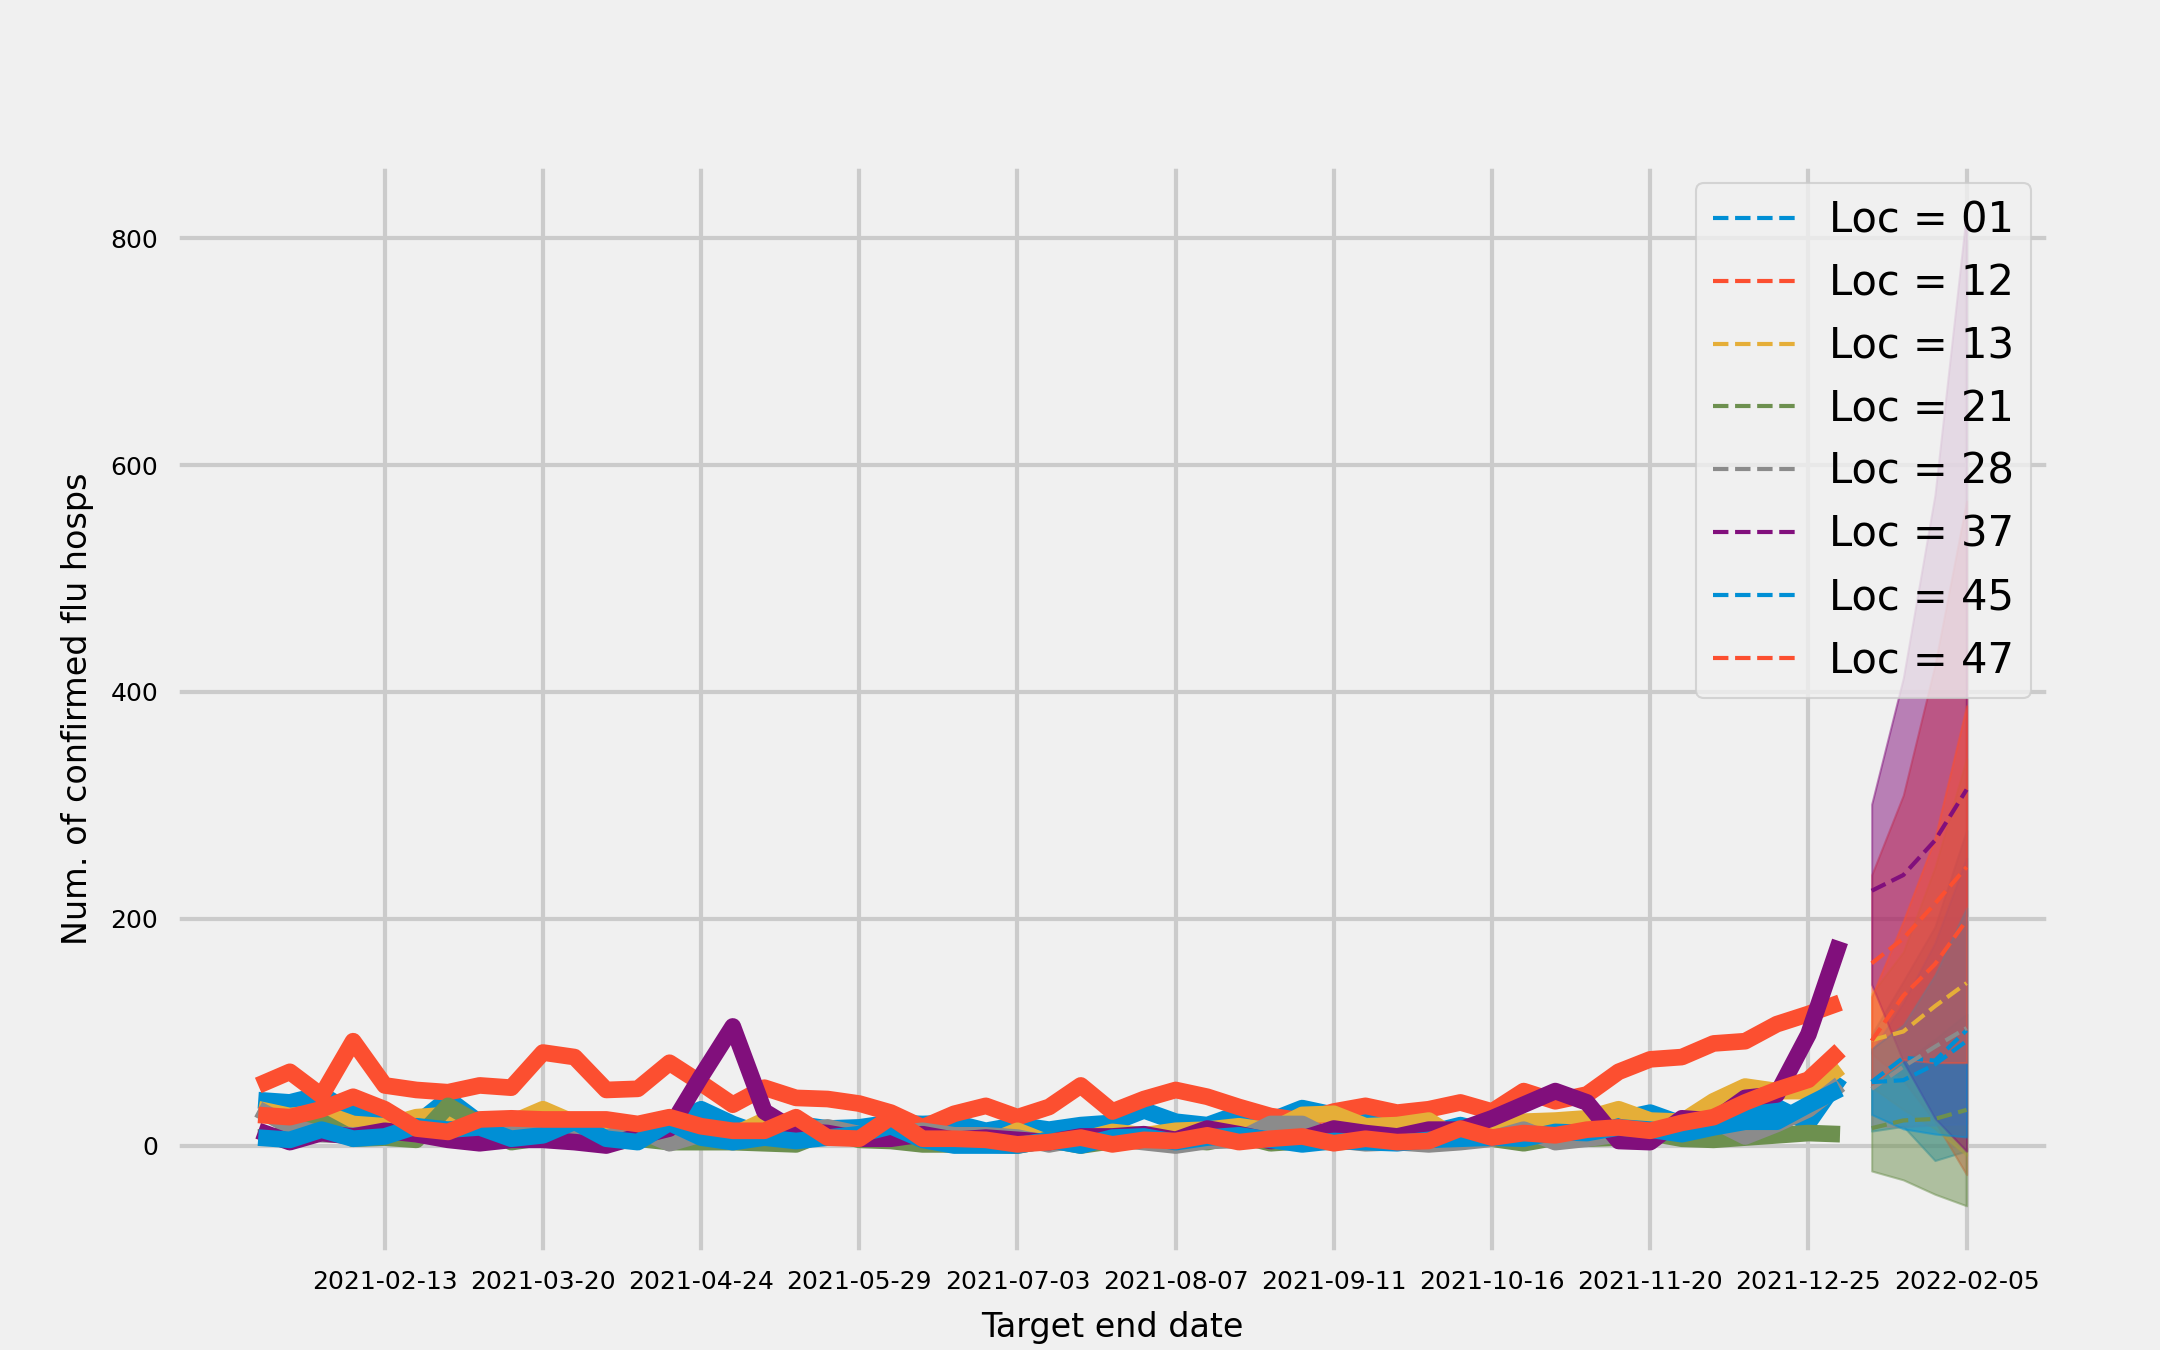 Loc = 01
Loc = 12
Loc = 13
Loc = 21
Loc = 28
Loc = 37
Loc = 45
Loc = 47
800
600
400
200
0
Num. of confirmed flu hosps
2021-02-13 2021-03-20 2021-04-24 2021-05-29 2021-07-03 2021-08-07 2021-09-11 2021-10-16 2021-11-20 2021-12-25 2022-02-05
Target end date